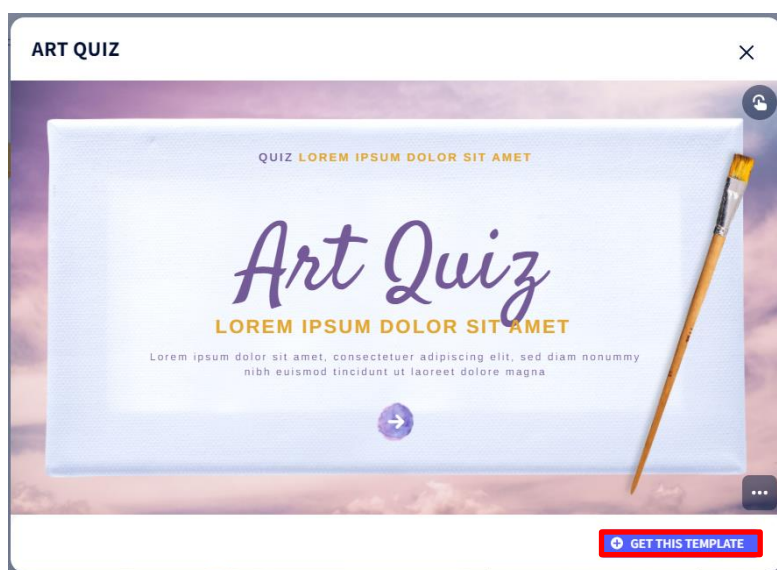 ART QUIZ
QUIZ LOREM IPSUM DOLOR SIT AMET
Art Quiz
LOREM IPSUM DOLOR SIT AMET
Lorem ipsum dolor sit amet, consectetuer adipiscing elit, sed diam nonummy
nibh euismod tincidunt ut laoreet dolore magna
GET THIS TEMPLATE